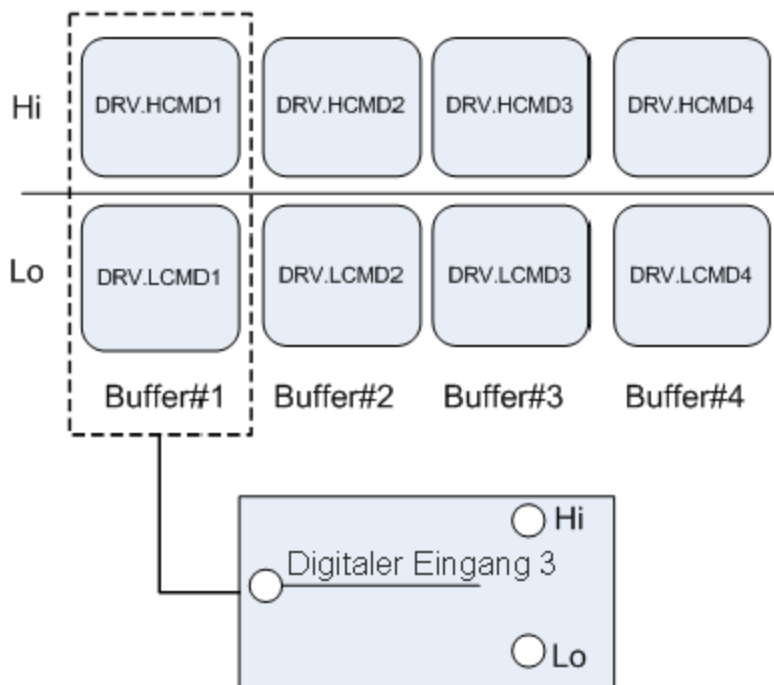 Hi
DRV.HCMD1 DRV.HCMD2 DRV.HCMD3 DRV.HCMD4
Lo
DRV.LCMD1 DRV.LCMD2 DRV.LCMD3 DRV.LCMD4
Buffer#1 Buffer#2 Buffer#3 Buffer#4
Hi
Digitaler Eingang 3
Lo